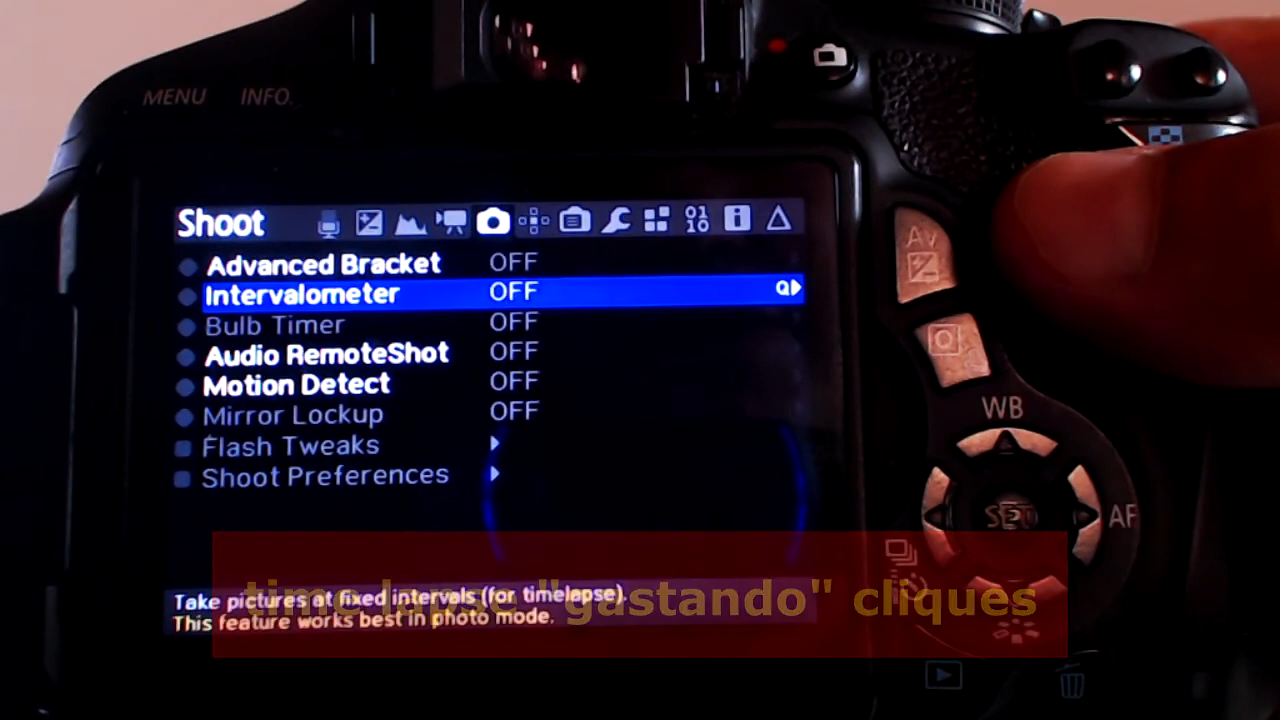 MENU INFO.
Shoot
Advanced Bracket OFF
Intervalometer OFF Q
Bulb Timer OFF
Audio RemoteShot OFF
Motion Detect OFF
Mirror Lockup OFF
Flash Tweaks
Shoot Preferences
Take pictures at fixed intervals (for timelapse).
This feature works best in photo mode.
time lapse "gastando" cliques
Av
Q
WB
SET
AF